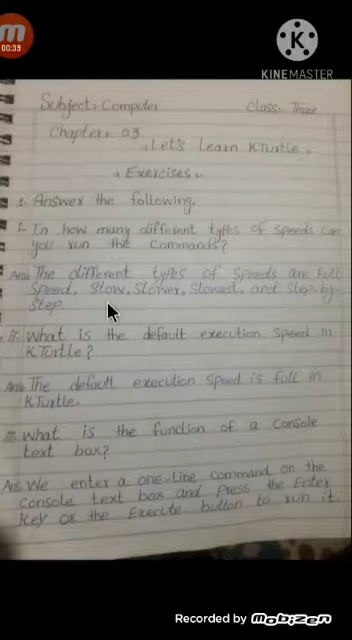 00:39
KINEMASTER
Subject: Computer Class: Three
Chapter: 03
Let's Learn KTurtle.
Exercises
1. Answer the following.
i- In how many different types of speeds can
you run the commands?
Ans: The different types of speeds are Full
Speed, Slow, Slower, Slowest, and Step-by-
Step.
ii- What is the default execution speed in
KTurtle?
Ans: The default execution speed is full in
KTurtle.
iii- What is the function of a console
text box?
Ans. We enter a one-line command on the
Console text box and press the Enter
Key or the Execute button to run it.
Recorded by Mobizen